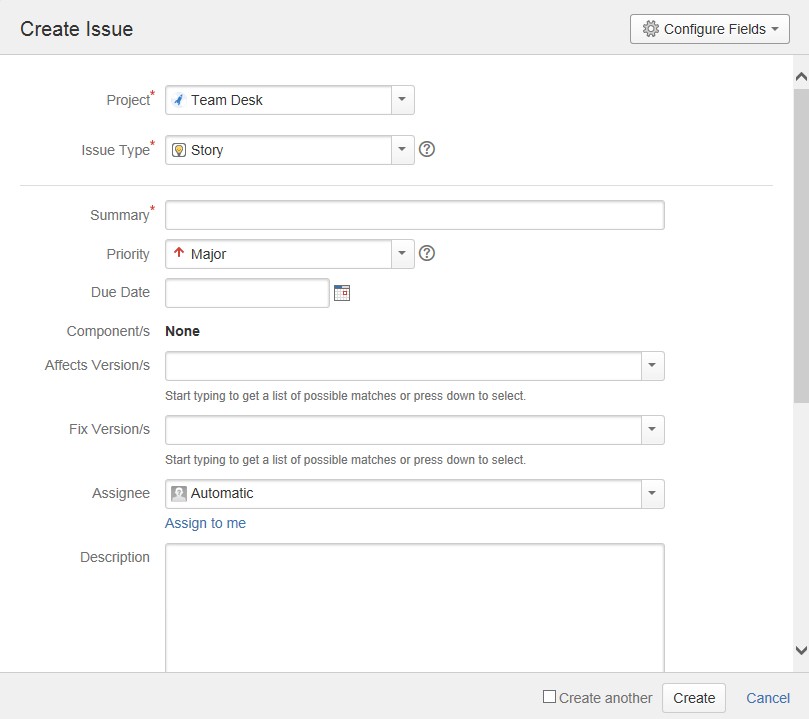 Create Issue
Configure Fields
Project*
Team Desk
Issue Type*
Story
Summary*
Priority
Major
Due Date
Component/s
None
Affects Version/s
Start typing to get a list of possible matches or press down to select.
Fix Version/s
Start typing to get a list of possible matches or press down to select.
Assignee
Automatic
Assign to me
Description
Create another
Create
Cancel